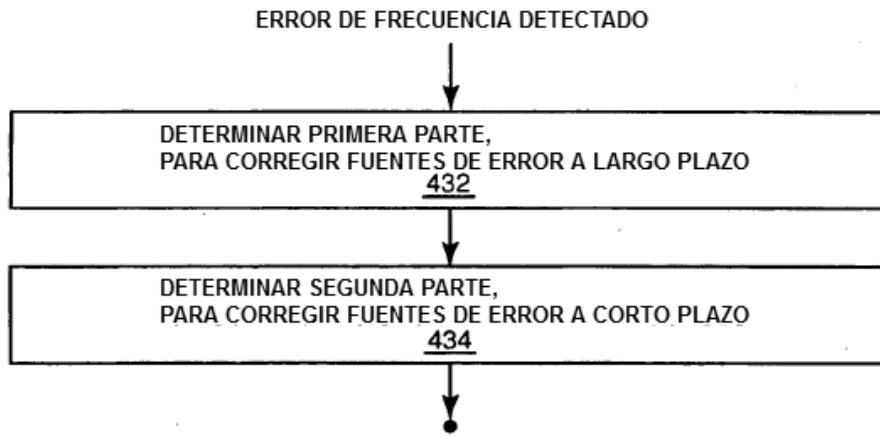 ERROR DE FRECUENCIA DETECTADO
DETERMINAR PRIMERA PARTE,
PARA CORREGIR FUENTES DE ERROR A LARGO PLAZO
432
DETERMINAR SEGUNDA PARTE,
PARA CORREGIR FUENTES DE ERROR A CORTO PLAZO
434